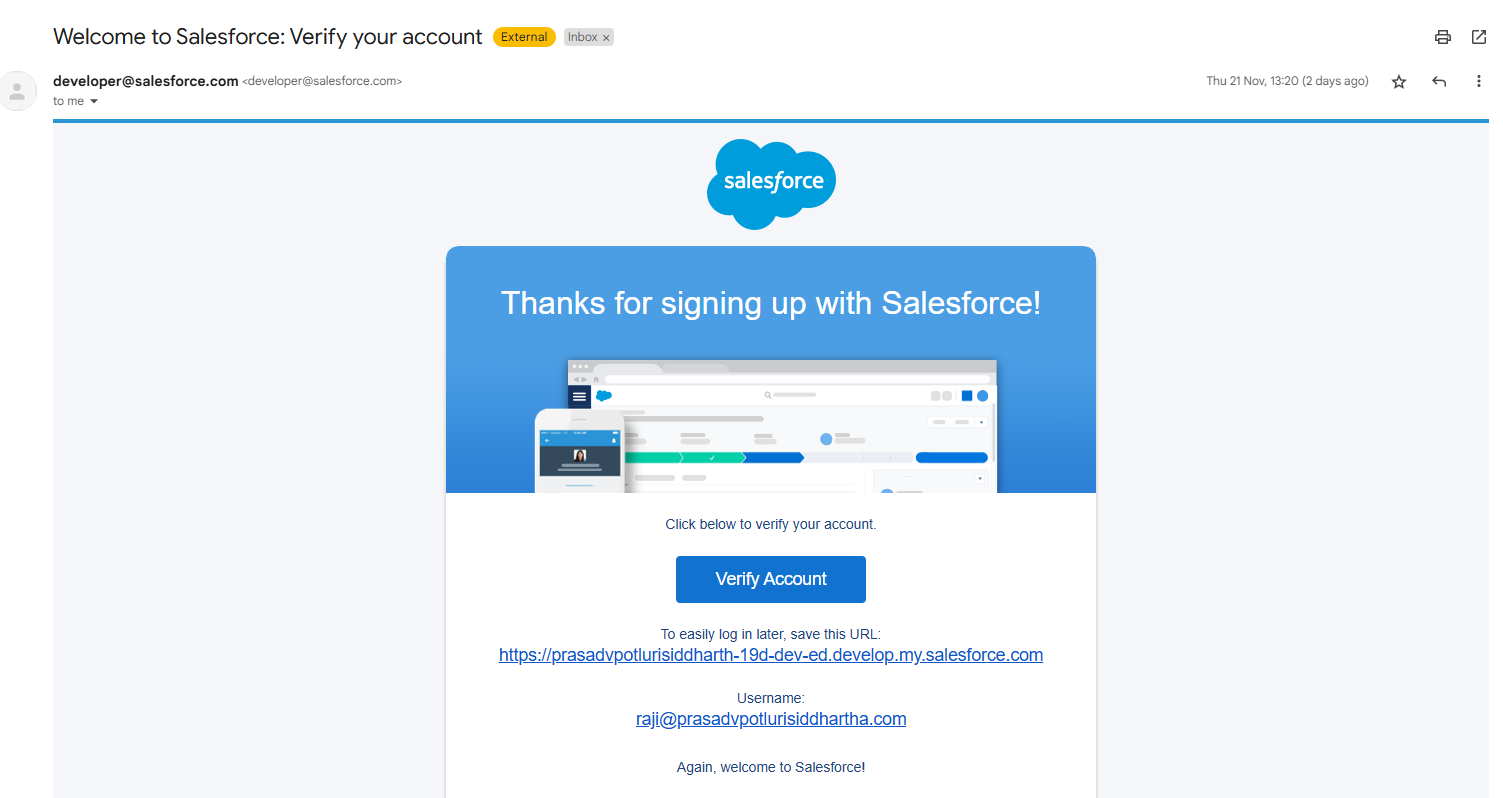 Welcome to Salesforce: Verify your account External Inbox ×
developer@salesforce.com <developer@salesforce.com> Thu 21 Nov, 13:20 (2 days ago)
to me
salesforce
Thanks for signing up with Salesforce!
Click below to verify your account.
Verify Account
To easily log in later, save this URL:
https://prasadvpotlurisiddharth-19d-dev-ed.develop.my.salesforce.com
Username:
raji@prasadvpotlurisiddhartha.com
Again, welcome to Salesforce!